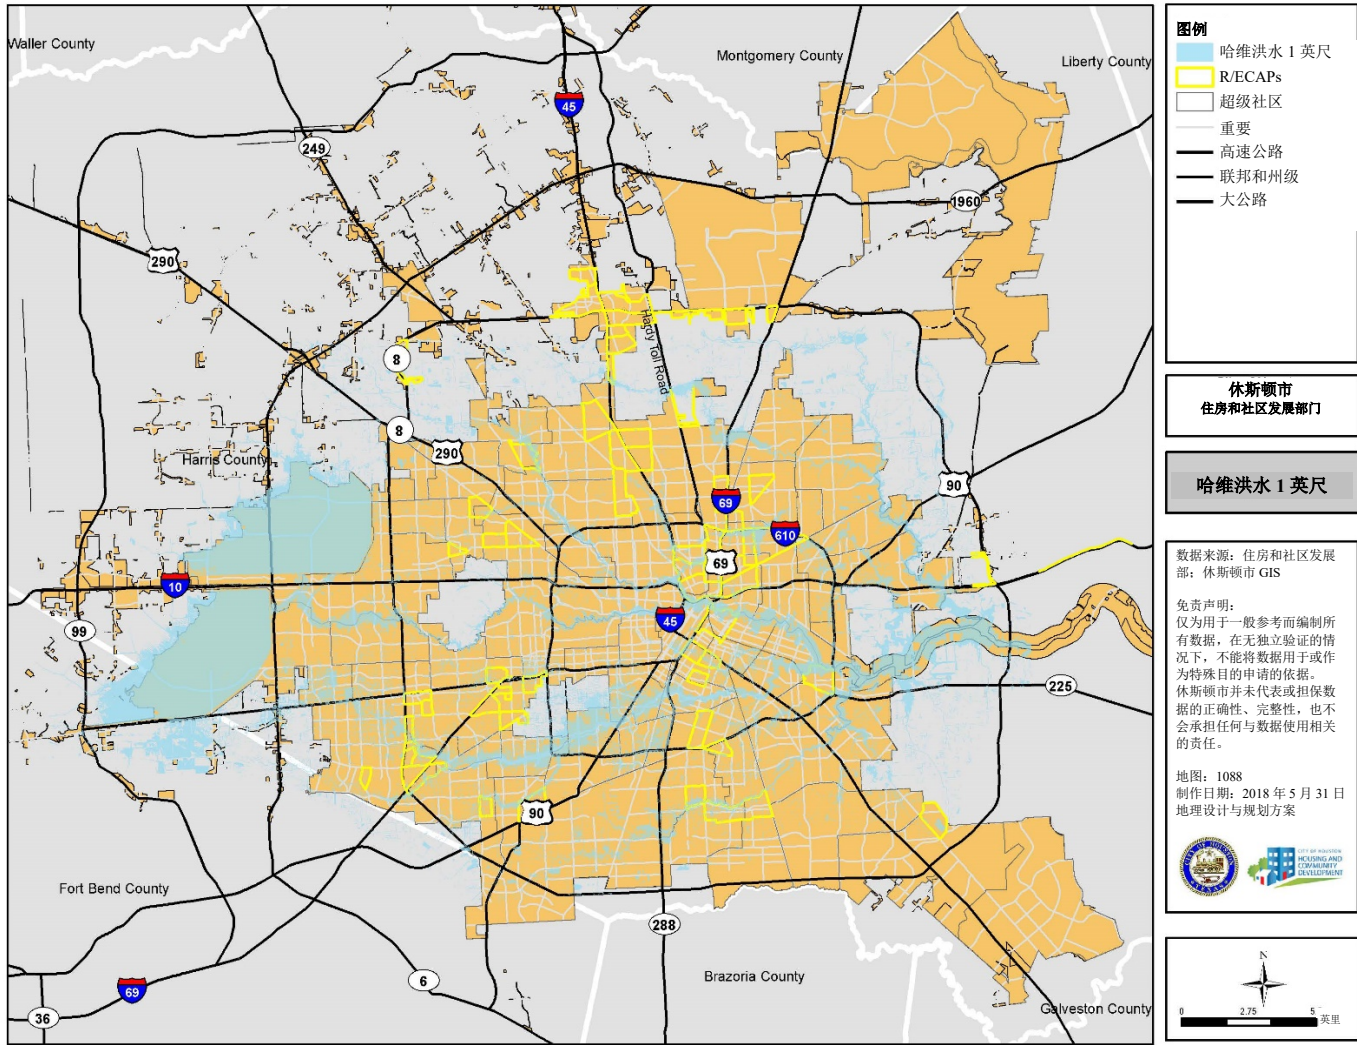 Waller County
Montgomery County
Liberty County
45
249
1960
290
Hardy Toll Road
8
8
290
Harris County
90
69
610
69
10
45
99
225
90
Fort Bend County
288
6
Brazoria County
69
36
Galveston County
图例
哈维洪水 1 英尺
R/ECAPs
超级社区
重要
高速公路
联邦和州级
大公路
休斯顿市
住房和社区发展部门
哈维洪水 1 英尺
数据来源：住房和社区发展
部；休斯顿市 GIS
免责声明：
仅为用于一般参考而编制所
有数据，在无独立验证的情
况下，不能将数据用于或作
为特殊目的申请的依据。
休斯顿市并未代表或担保数
据的正确性、完整性，也不
会承担任何与数据使用相关
的责任。
地图：1088
制作日期：2018 年 5 月 31 日
地理设计与规划方案
CITY OF HOUSTON
TEXAS
CITY OF HOUSTON
HOUSING AND
COMMUNITY
DEVELOPMENT
N
0 2.75 5
英里